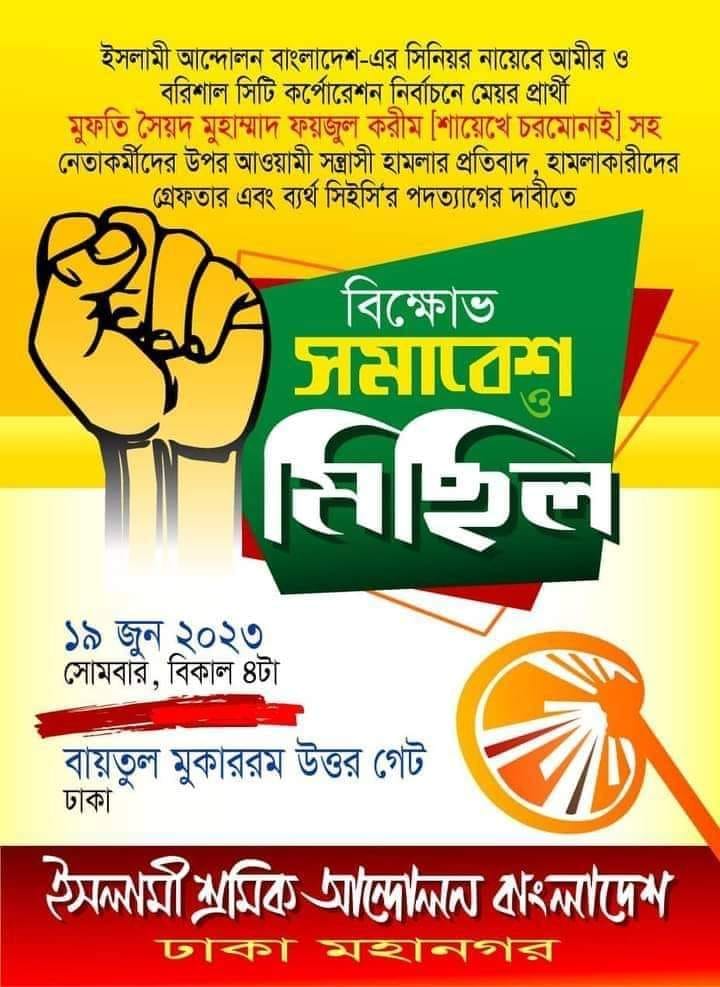 ইসলামী আন্দোলন বাংলাদেশ-এর সিনিয়র নায়েবে আমীর ও
বরিশাল সিটি কর্পোরেশন নির্বাচনে মেয়র প্রার্থী
মুফতি সৈয়দ মুহাম্মাদ ফয়জুল করীম [শায়েখে চরমোনাই] সহ
নেতাকর্মীদের উপর আওয়ামী সন্ত্রাসী হামলার প্রতিবাদ, হামলাকারীদের
গ্রেফতার এবং ব্যর্থ সিইসি'র পদত্যাগের দাবীতে
বিক্ষোভ
সমাবেশ
ও
মিছিল
১৯ জুন ২০২৩
সোমবার, বিকাল ৪টা
বায়তুল মুকাররম উত্তর গেট
ঢাকা
ইসলামী শ্রমিক আন্দোলন বাংলাদেশ
ঢাকা মহানগর